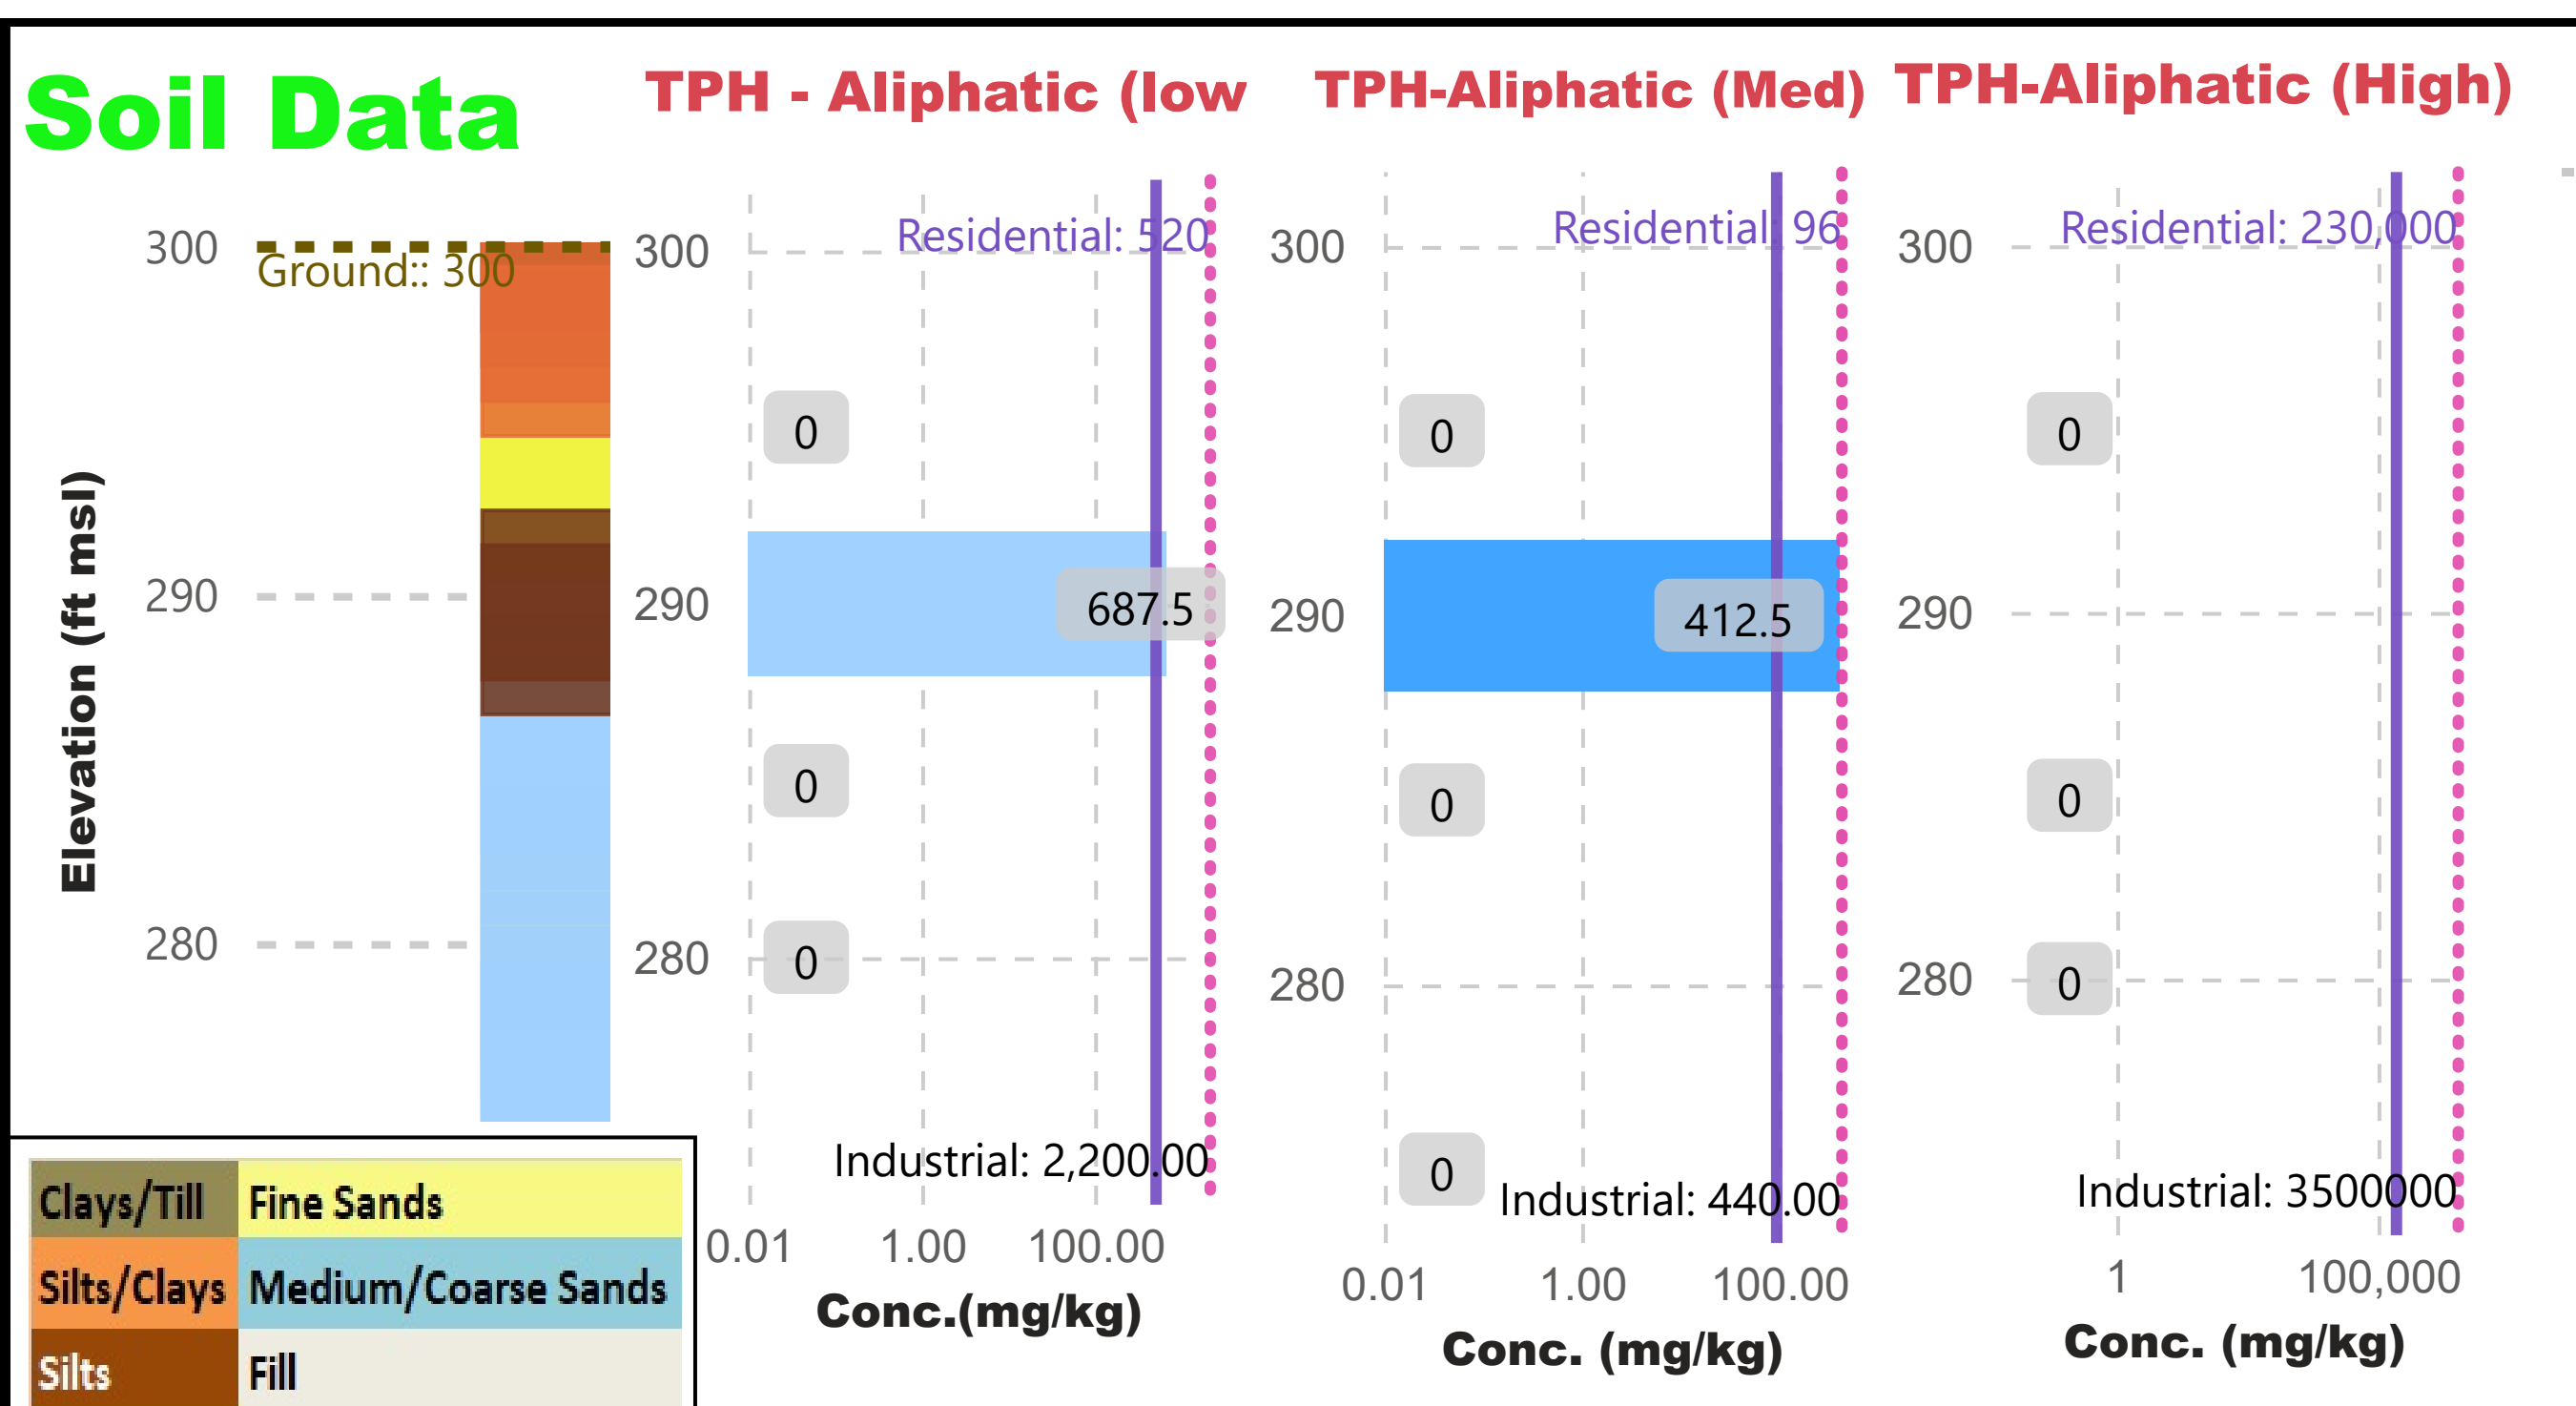 Soil Data
TPH - Aliphatic (low
TPH-Aliphatic (Med)
TPH-Aliphatic (High)
Elevation (ft msl)
300
290
280
Ground:: 300
300
290
280
Residential: 520
0
687.5
0
0
Industrial: 2,200.00
0.01 1.00 100.00
Conc.(mg/kg)
300
290
280
Residential: 96
0
412.5
0
0
Industrial: 440.00
0.01 1.00 100.00
Conc. (mg/kg)
300
290
280
Residential: 230,000
0
0
0
Industrial: 3500000
1 100,000
Conc. (mg/kg)
Clays/Till Fine Sands
Silts/Clays Medium/Coarse Sands
Silts Fill